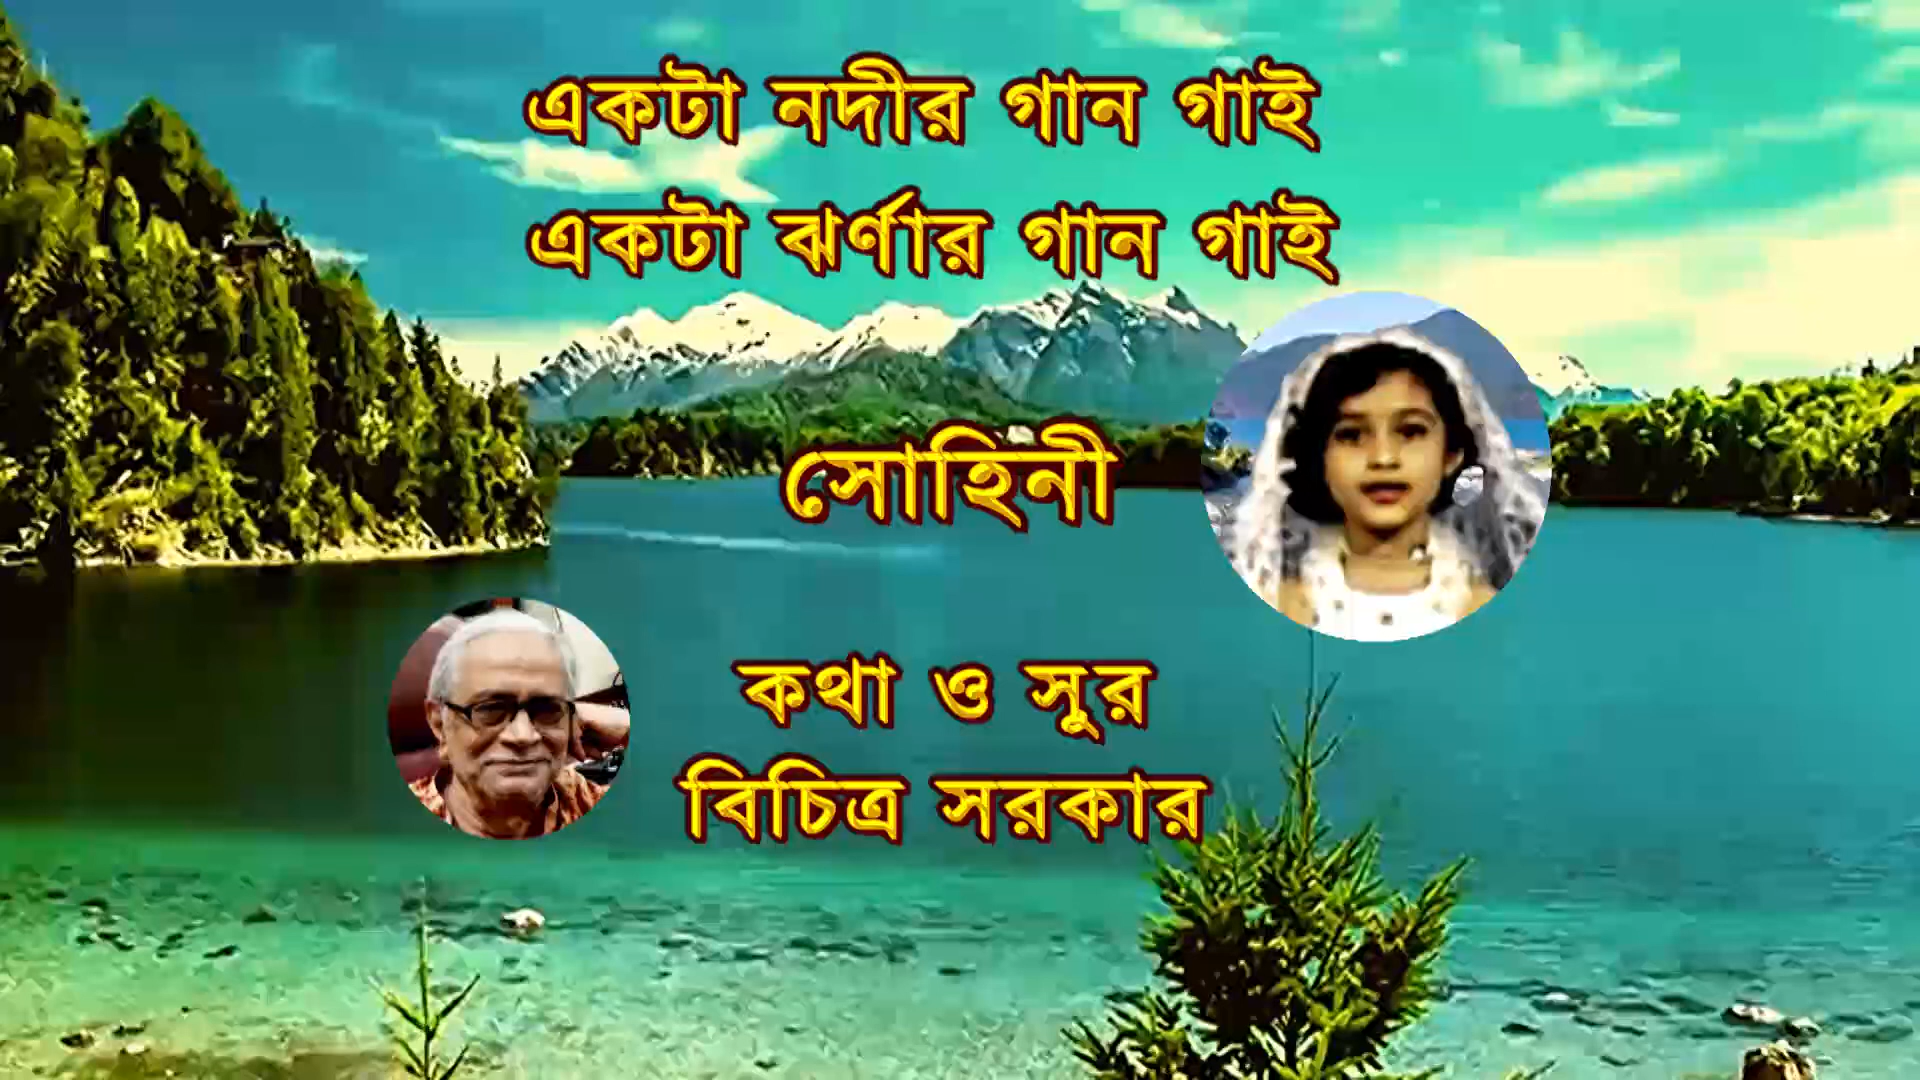 একটা নদীর গান গাই
একটা ঝর্ণার গান গাই
সোহিনী
কথা ও সুর
বিচিত্র সরকার